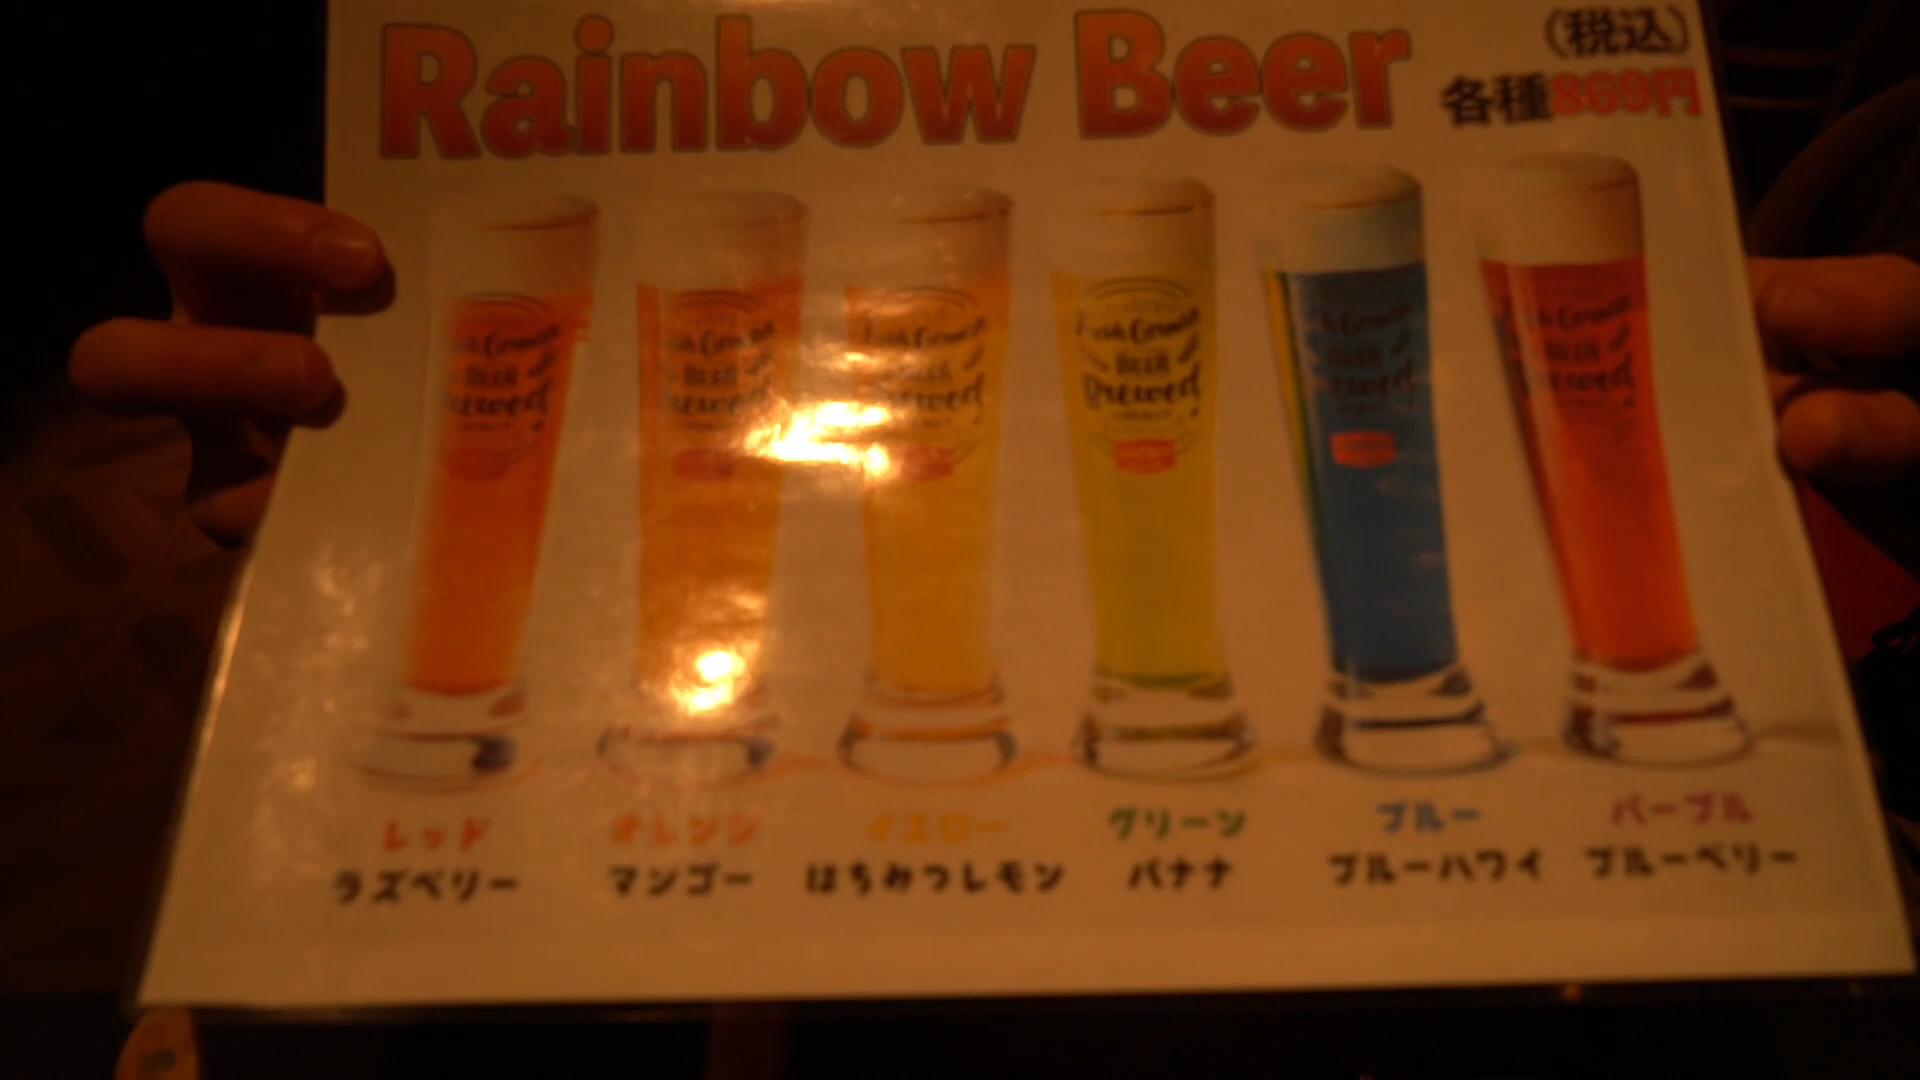 Rainbow Beer
(税込)
各種869円
レッド
ラズベリー
オレンジ
マンゴー
イエロー
はちみつレモン
グリーン
バナナ
ブルー
ブルーハワイ
パープル
ブルーベリー
BEER
Brewed